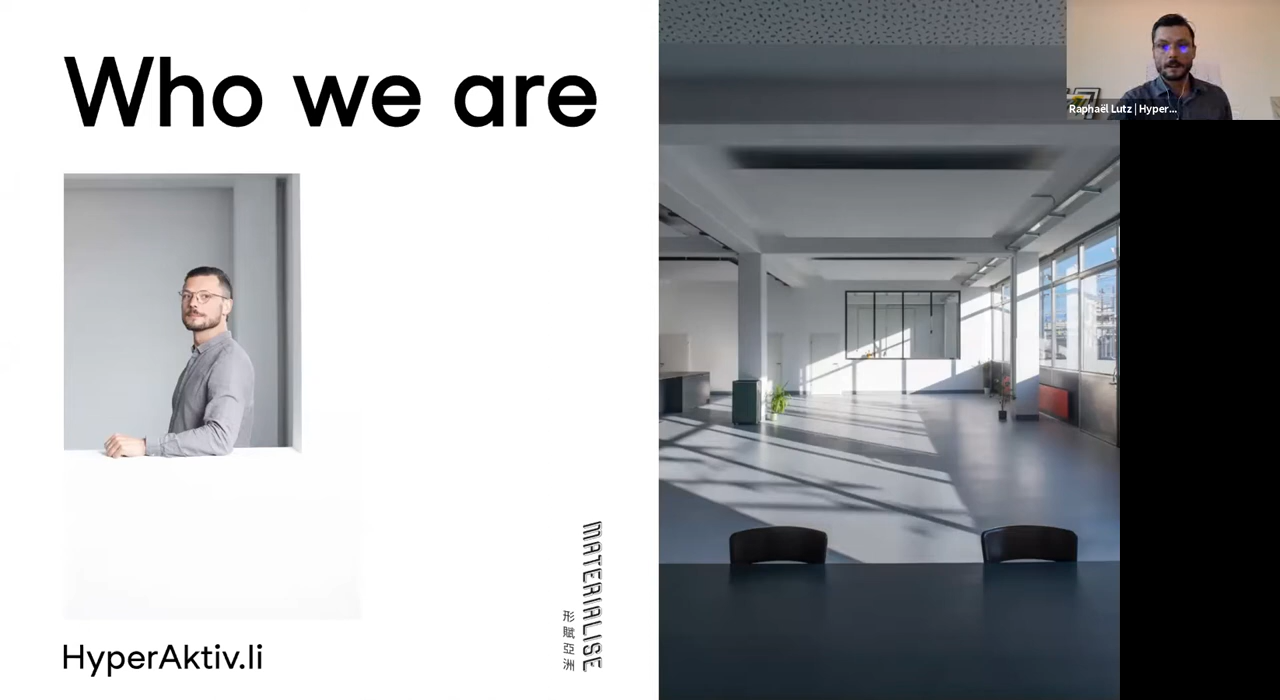 Who we are
Raphaël Lutz | Hyper...
MATERIALISE
形賦亞洲
HyperAktiv.li